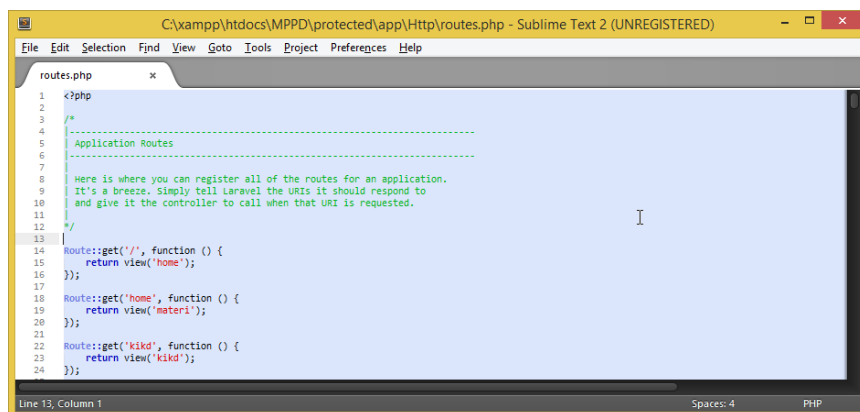 C:\xampp\htdocs\MPPD\protected\app\Http\routes.php - Sublime Text 2 (UNREGISTERED)
File Edit Selection Find View Goto Tools Project Preferences Help
routes.php ×
1 <?php
2
3 /*
4 |--------------------------------------------------------------------------
5 | Application Routes
6 |--------------------------------------------------------------------------
7 |
8 | Here is where you can register all of the routes for an application.
9 | It's a breeze. Simply tell Laravel the URIs it should respond to
10 | and give it the controller to call when that URI is requested.
11 |
12 */
13
14 Route::get('/', function () {
15     return view('home');
16 });
17
18 Route::get('home', function () {
19     return view('materi');
20 });
21
22 Route::get('kikd', function () {
23     return view('kikd');
24 });
Line 13, Column 1 Spaces: 4 PHP